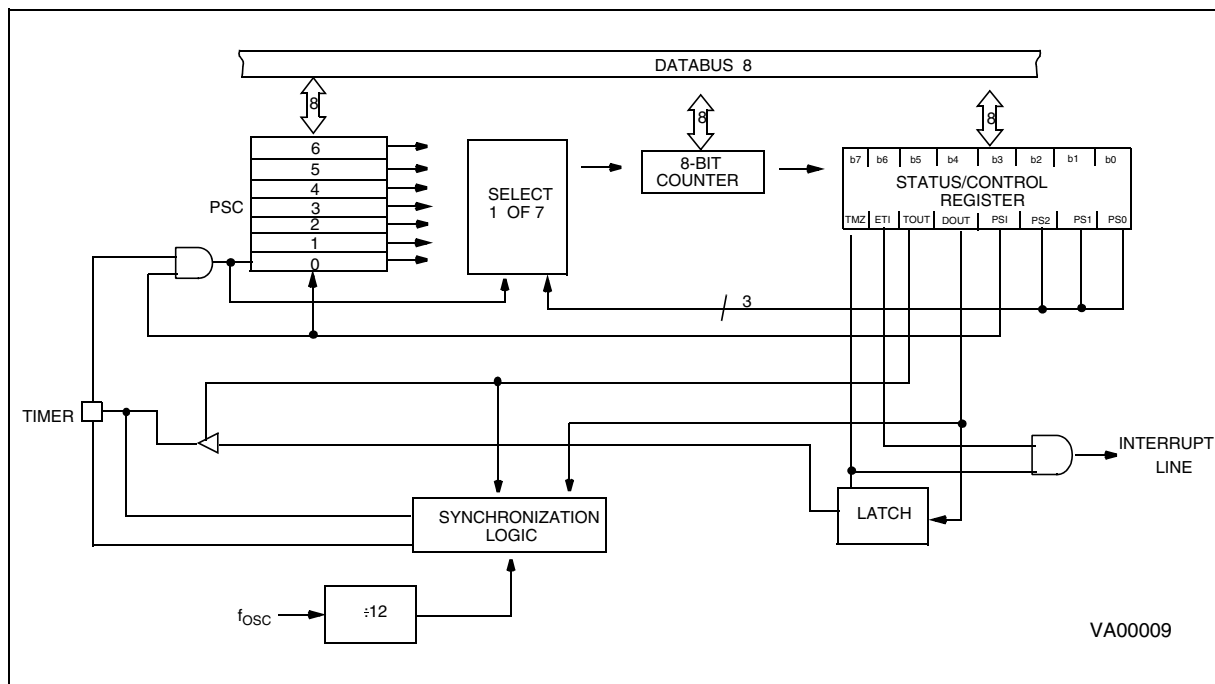 DATABUS 8
8
8
8
6
5
4
3
2
1
0
PSC
SELECT
1 OF 7
8-BIT
COUNTER
b7 b6 b5 b4 b3 b2 b1 b0
STATUS/CONTROL
REGISTER
TMZ ETI TOUT DOUT PSI PS2 PS1 PS0
3
TIMER
INTERRUPT
LINE
SYNCHRONIZATION
LOGIC
LATCH
fOSC
÷12
VA00009